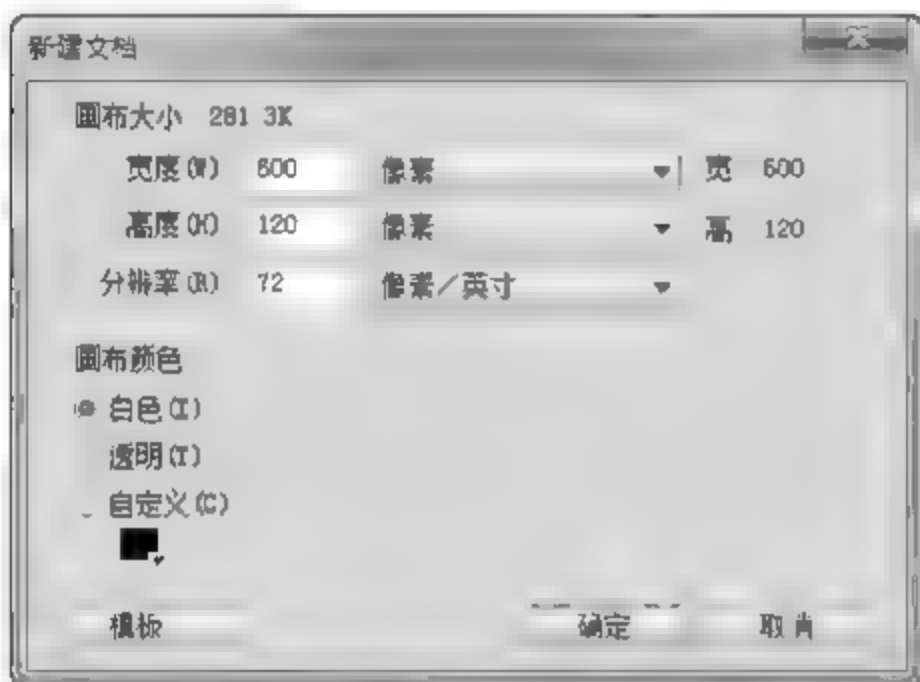 新建文档
画布大小 281 3K
宽度(W) 600 像素 宽 600
高度(H) 120 像素 高 120
分辨率(R) 72 像素／英寸
画布颜色
白色(I)
透明(T)
自定义(C)
模板 确定 取消